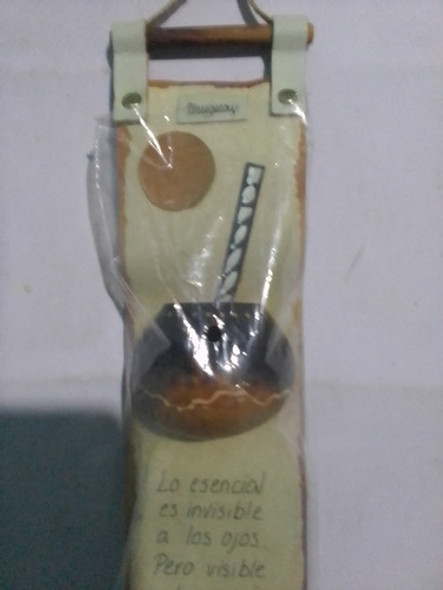 Uruguay
Lo esencial
es invisible
a los ojos
Pero visible